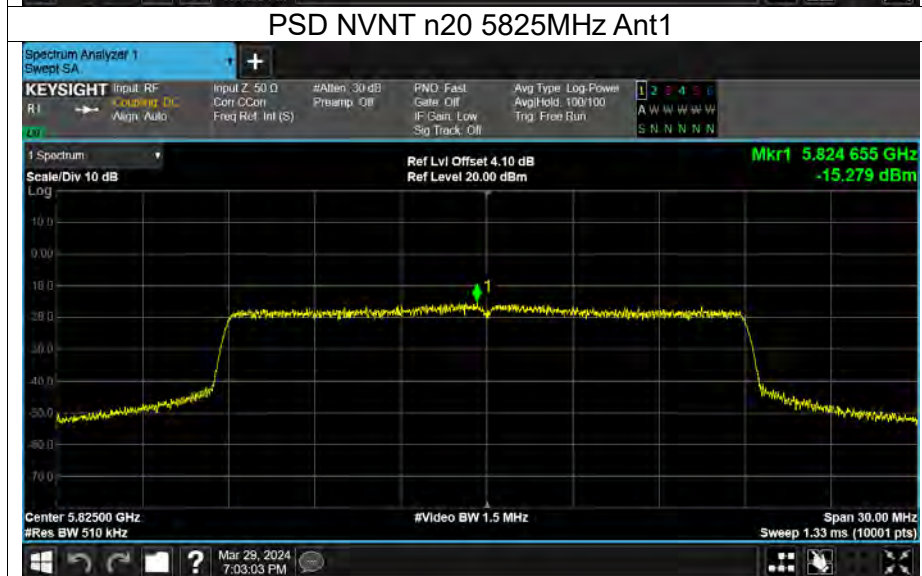 PSD NVNT n20 5825MHz Ant1
Spectrum Analyzer 1
Swept SA
+
KEYSIGHT Input: RF
Coupling: DC
Align: Auto
Input Z: 50 Ω
Corr CCorr
Freq Ref: Int (S)
#Atten: 30 dB
Preamp: Off
PNO: Fast
Gate: Off
IF Gain: Low
Sig Track: Off
Avg Type: Log-Power
Avg|Hold: 100/100
Trig: Free Run
1 2 3 4 5 6
A W W W W W
S N N N N N
1 Spectrum
Scale/Div 10 dB
Ref Lvl Offset 4.10 dB
Ref Level 20.00 dBm
Mkr1 5.824 655 GHz
-15.279 dBm
Log
10.0
0.00
1
-40.0
-50.0
-60.0
-70.0
Center 5.82500 GHz
#Res BW 510 kHz
#Video BW 1.5 MHz
Span 30.00 MHz
Sweep 1.33 ms (10001 pts)
?
Mar 29, 2024
7:03:03 PM